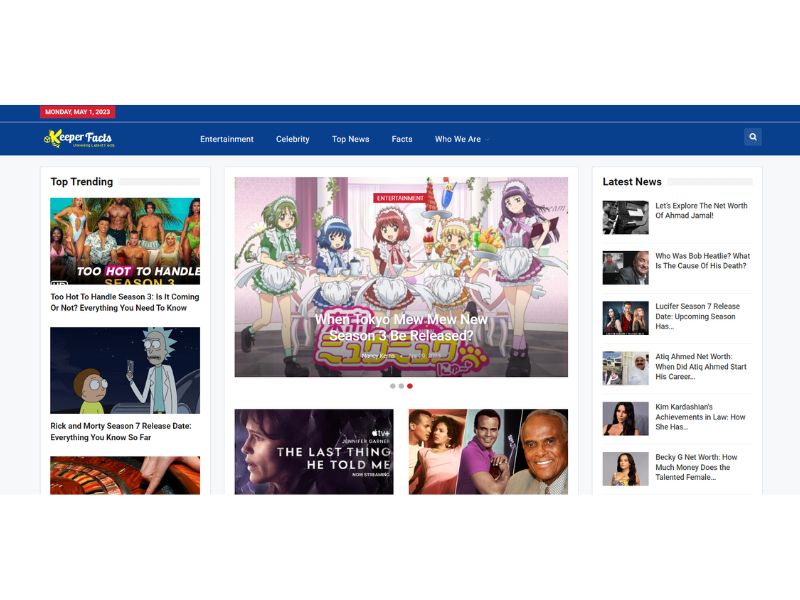 MONDAY, MAY 1, 2023
Keeper Facts
Entertainment
Celebrity
Top News
Facts
Who We Are
Top Trending
TOO HOT TO HANDLE
SEASON 3
Too Hot To Handle Season 3: Is It Coming
Or Not? Everything You Need To Know
Rick and Morty Season 7 Release Date:
Everything You Know So Far
ENTERTAINMENT
When Tokyo Mew Mew New
Season 3 Be Released?
Nancy Kerns
tv+
JENNIFER GARNER
THE LAST THING
HE TOLD ME
NOW STREAMING
Latest News
Let's Explore The Net Worth
Of Ahmad Jamal!
Who Was Bob Heatlie? What
Is The Cause Of His Death?
Lucifer Season 7 Release
Date: Upcoming Season
Has...
Atiq Ahmed Net Worth:
When Did Atiq Ahmed Start
His Career...
Kim Kardashian's
Achievements in Law: How
She Has...
Becky G Net Worth: How
Much Money Does the
Talented Female...